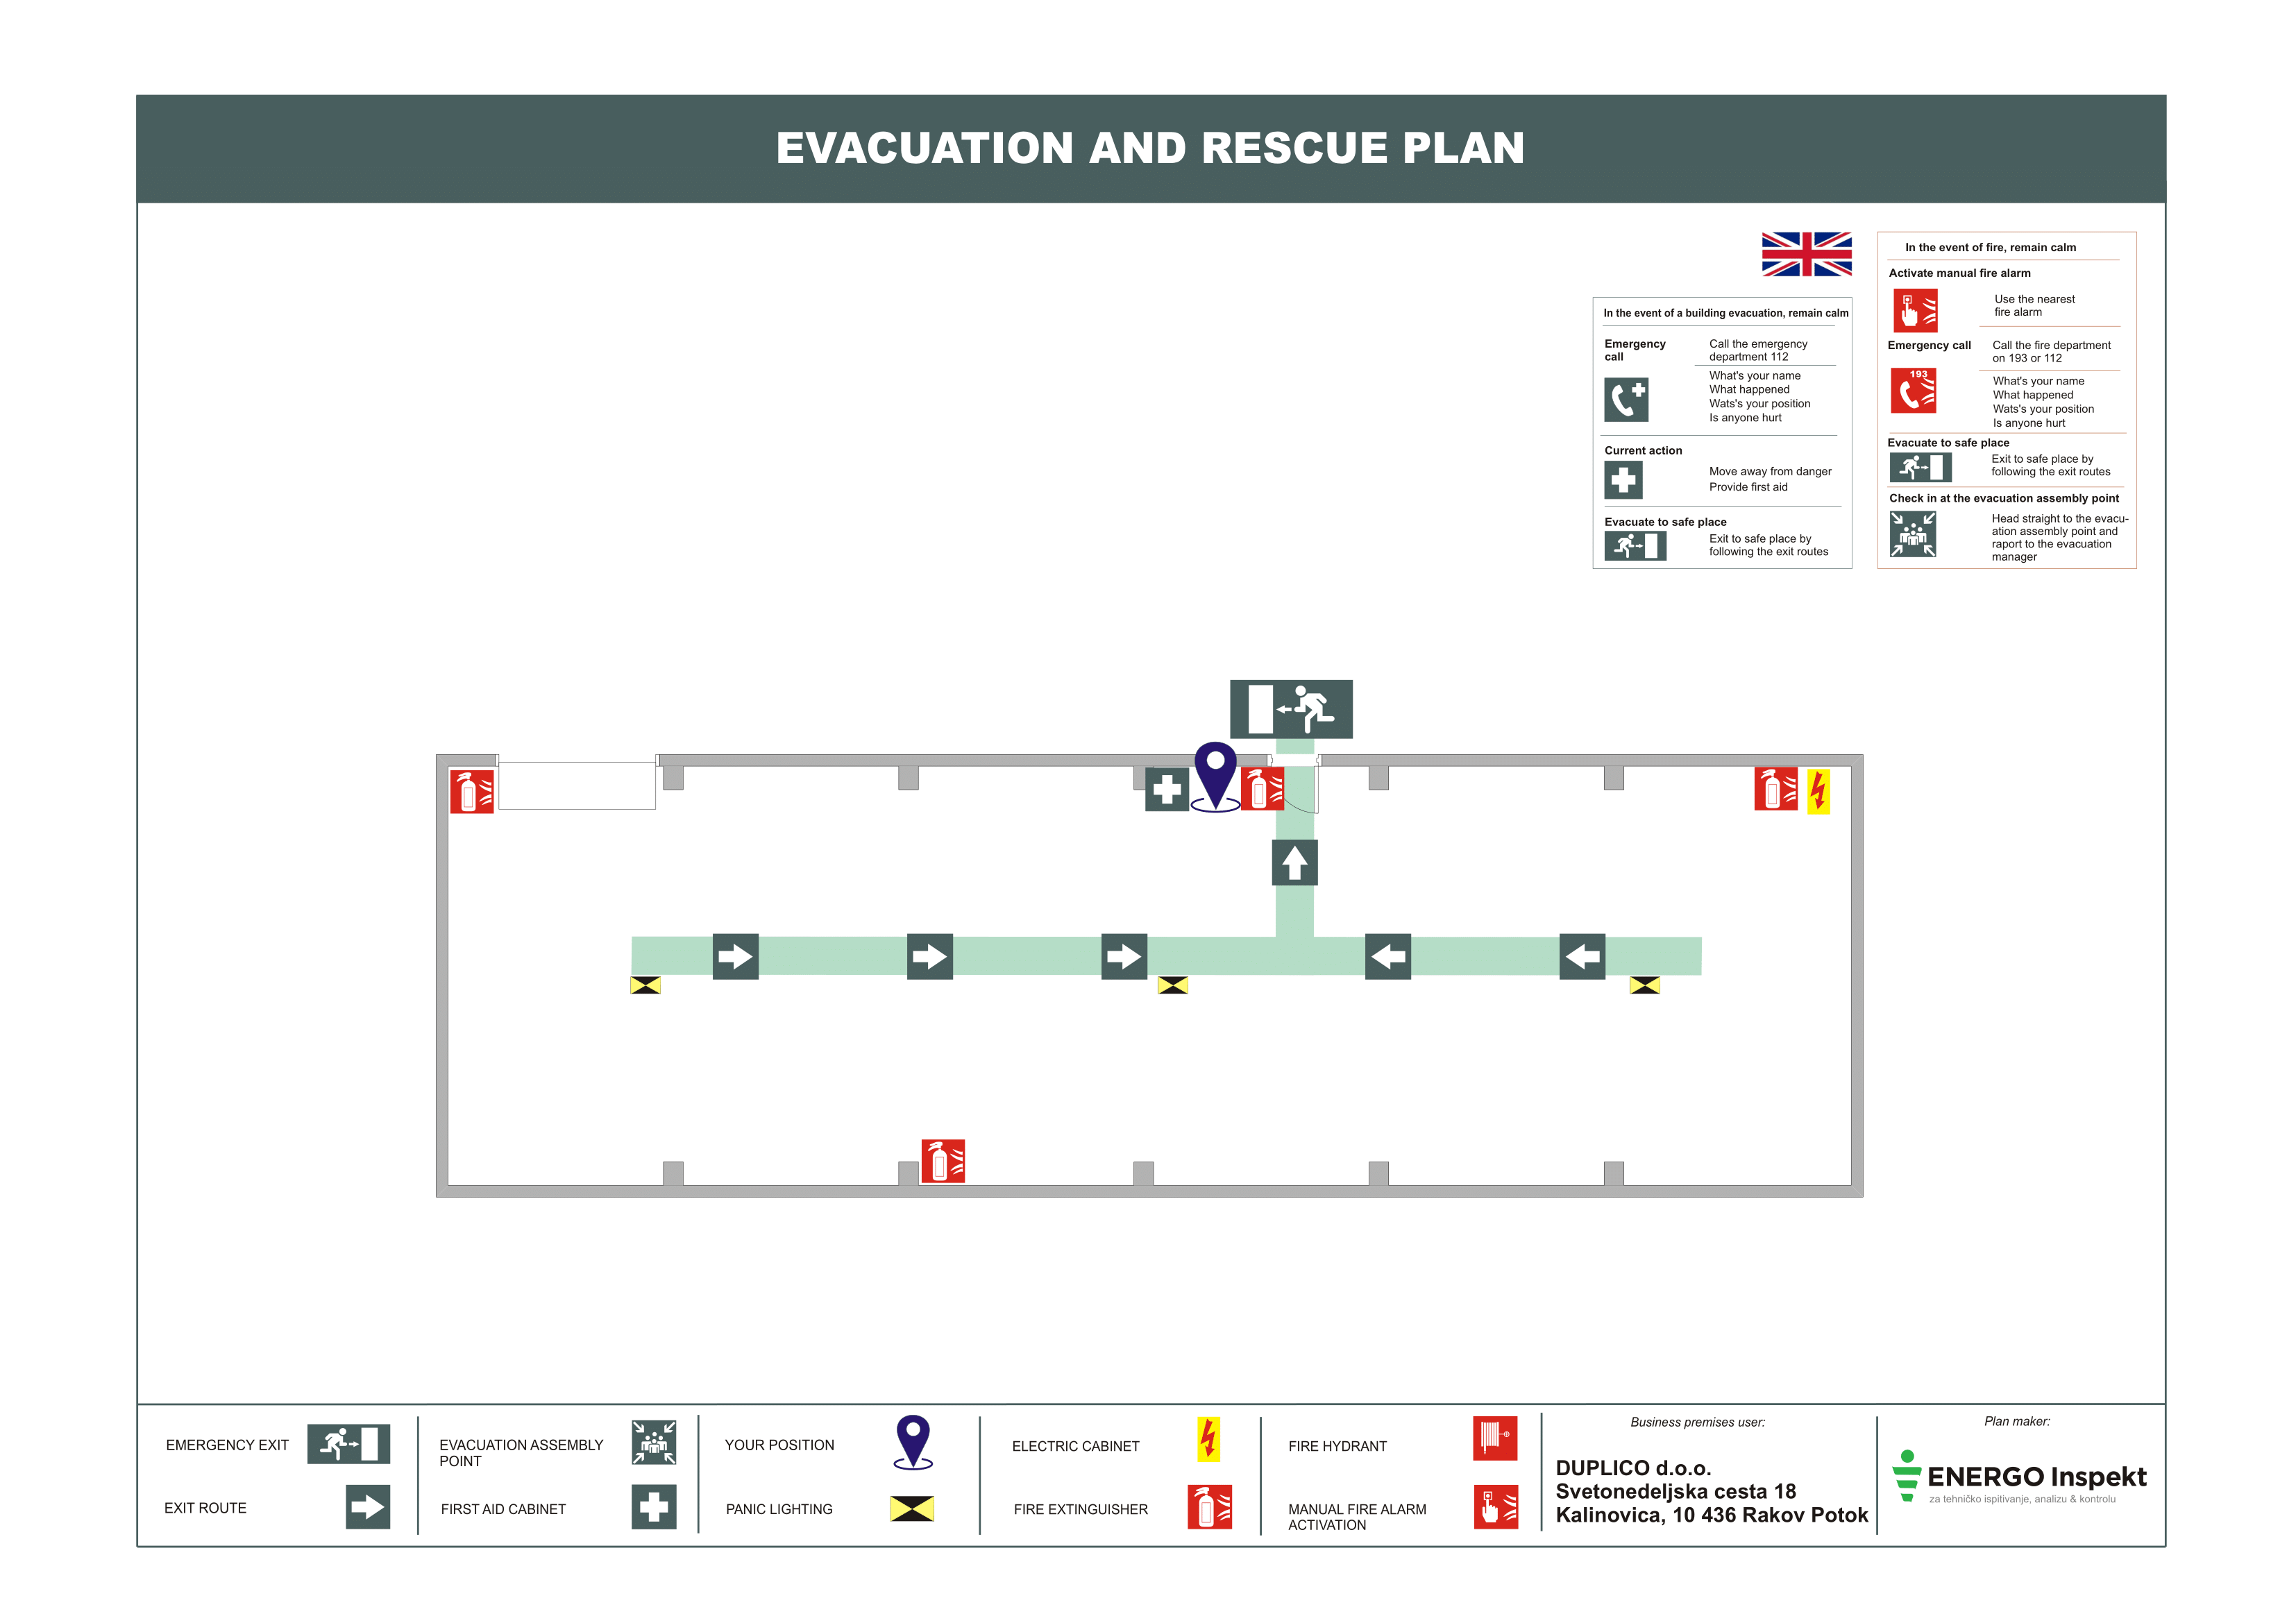 EVACUATION AND RESCUE PLAN
In the event of a building evacuation, remain calm
Emergency
call
Call the emergency
department 112
What's your name
What happened
Wats's your position
Is anyone hurt
Current action
Move away from danger
Provide first aid
Evacuate to safe place
Exit to safe place by
following the exit routes
In the event of fire, remain calm
Activate manual fire alarm
Use the nearest
fire alarm
Emergency call
Call the fire department
on 193 or 112
193
What's your name
What happened
Wats's your position
Is anyone hurt
Evacuate to safe place
Exit to safe place by
following the exit routes
Check in at the evacuation assembly point
Head straight to the evacu-
ation assembly point and
raport to the evacuation
manager
EMERGENCY EXIT
EXIT ROUTE
EVACUATION ASSEMBLY
POINT
FIRST AID CABINET
YOUR POSITION
PANIC LIGHTING
ELECTRIC CABINET
FIRE EXTINGUISHER
FIRE HYDRANT
MANUAL FIRE ALARM
ACTIVATION
Business premises user:
DUPLICO d.o.o.
Svetonedeljska cesta 18
Kalinovica, 10 436 Rakov Potok
Plan maker:
ENERGO Inspekt
za tehničko ispitivanje, analizu & kontrolu